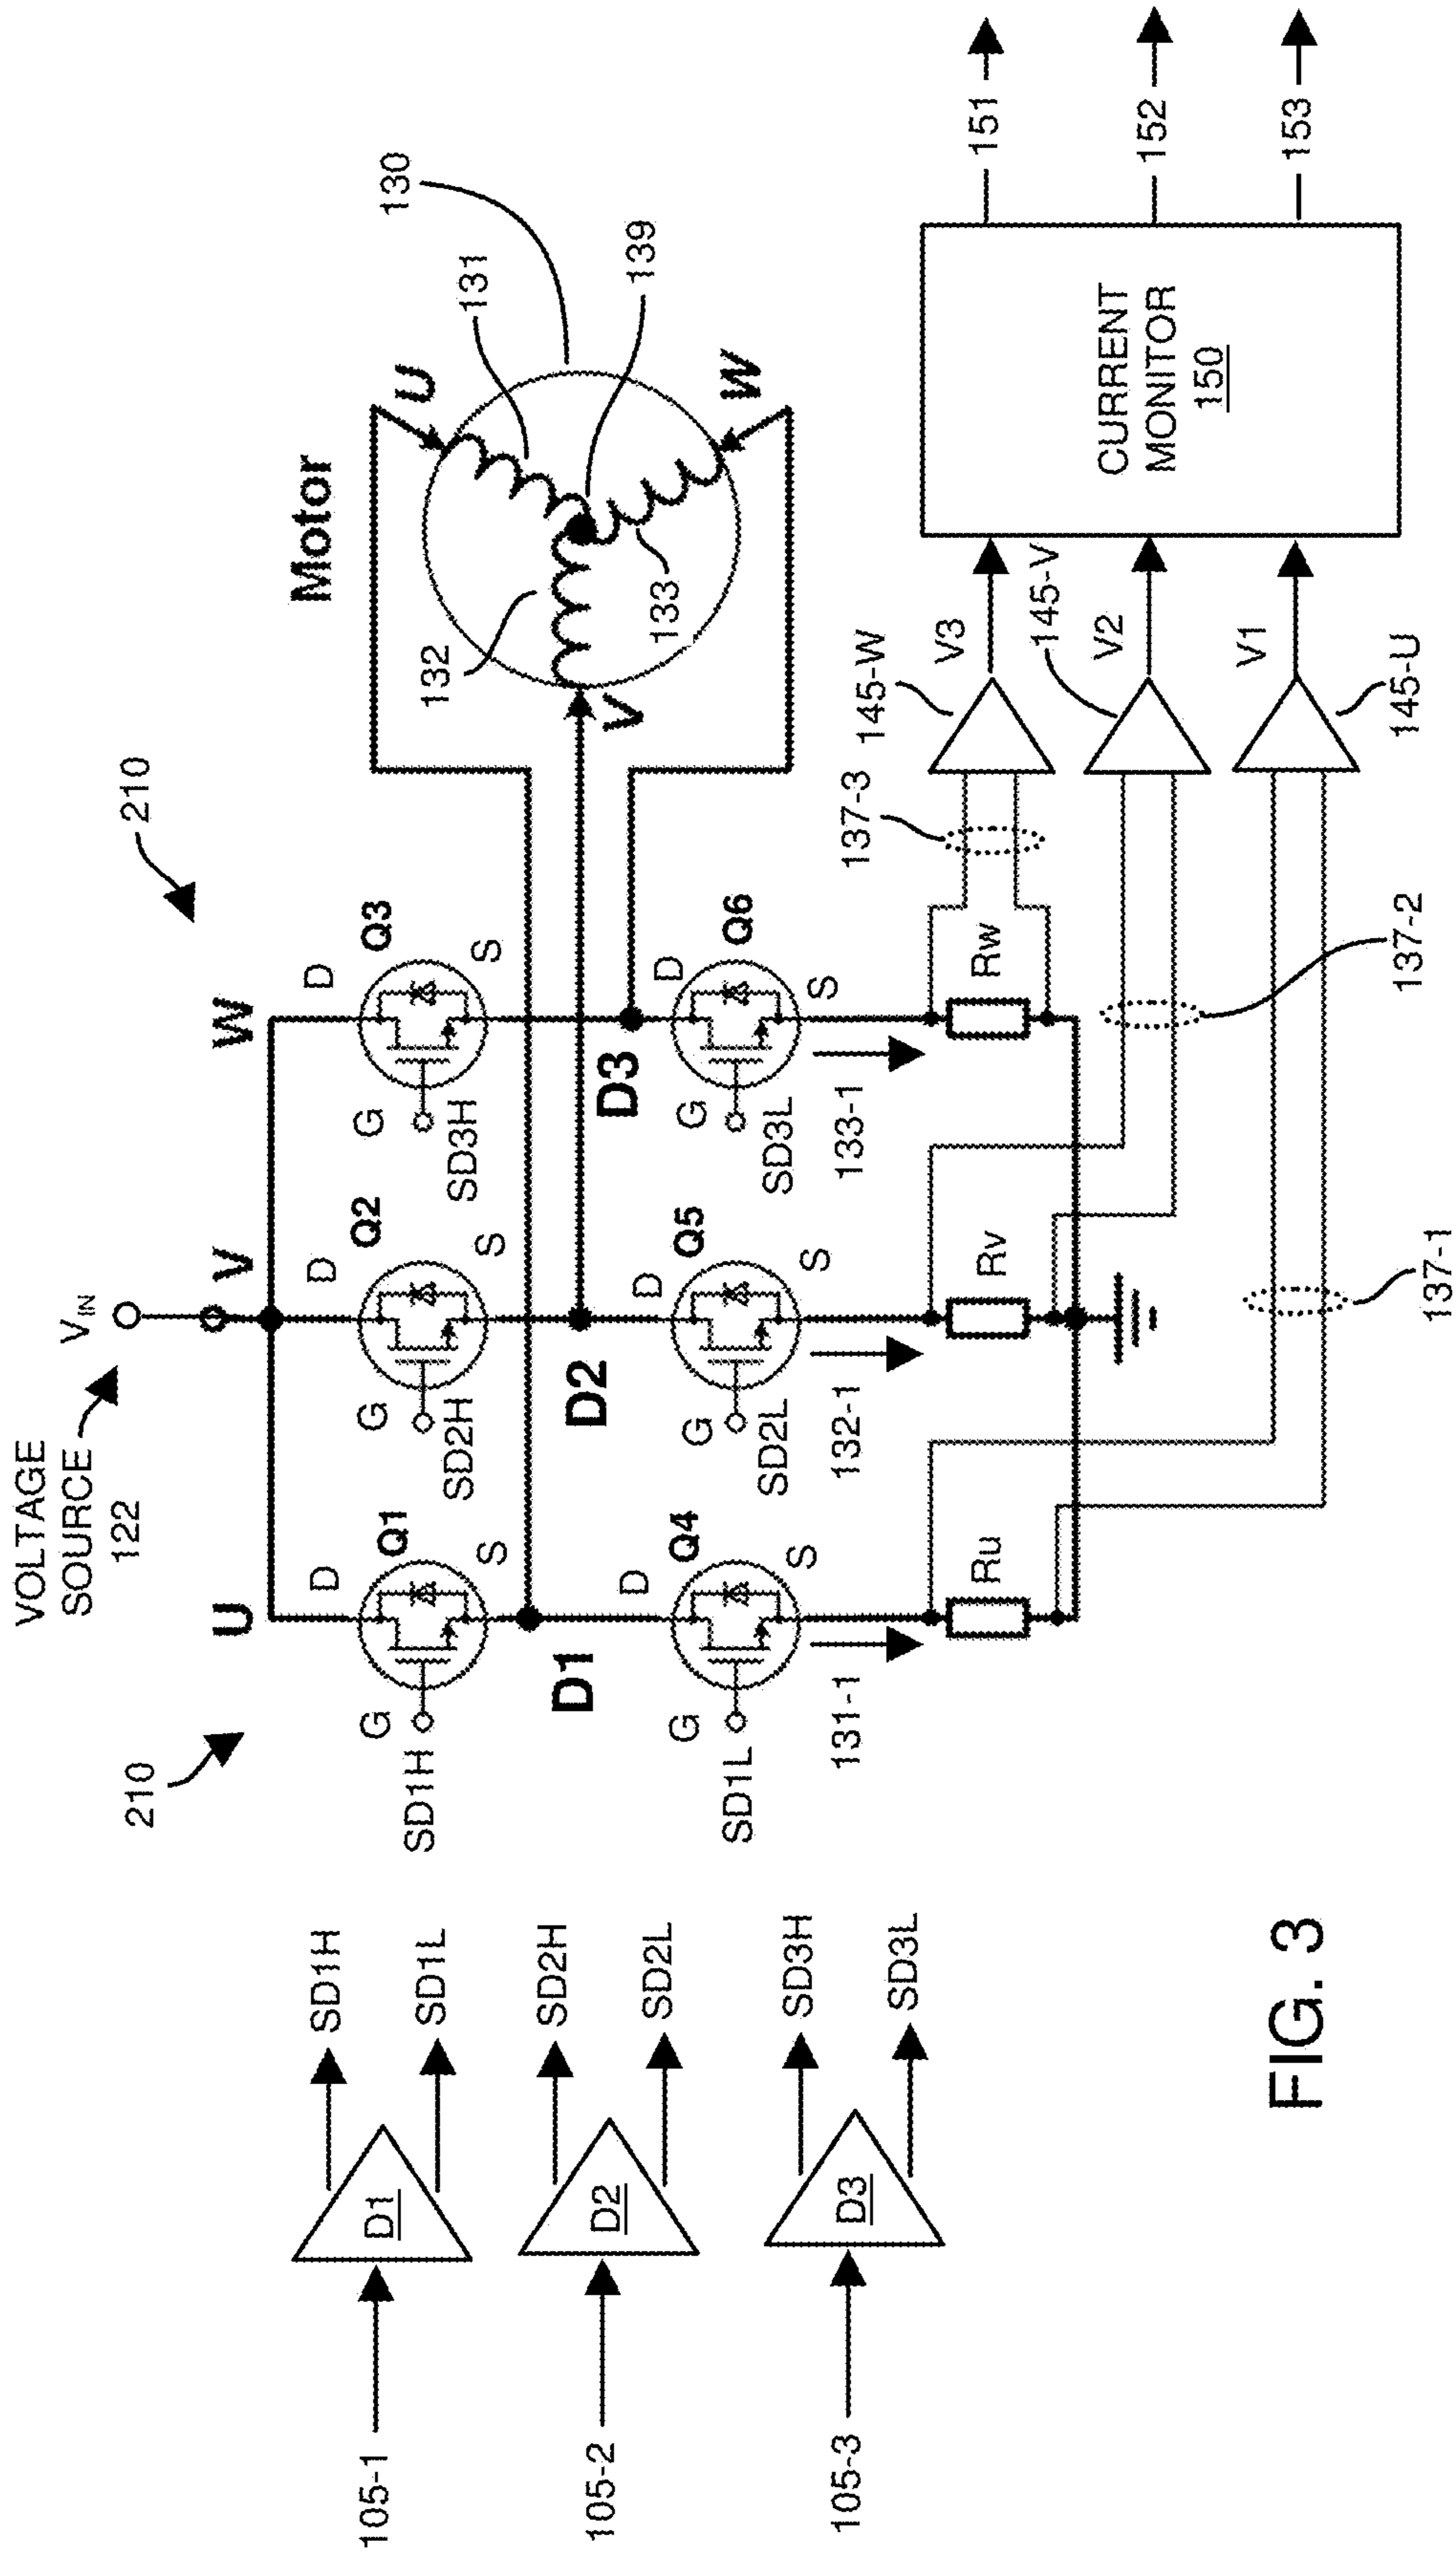 VOLTAGE
SOURCE
122
VIN
210
210
U
V
W
D
Q1
G
S
SD1H
D
Q2
G
S
SD2H
D
Q3
G
S
SD3H
D1
D2
D3
D
Q4
G
S
SD1L
D
Q5
G
S
SD2L
D
Q6
G
S
SD3L
131-1
132-1
133-1
Ru
Rv
Rw
Motor
130
U
131
139
W
132
133
V
137-3
137-2
137-1
145-W
V3
145-V
V2
V1
145-U
CURRENT
MONITOR
150
151
152
153
105-1
D1
SD1H
SD1L
105-2
D2
SD2H
SD2L
105-3
D3
SD3H
SD3L
FIG. 3